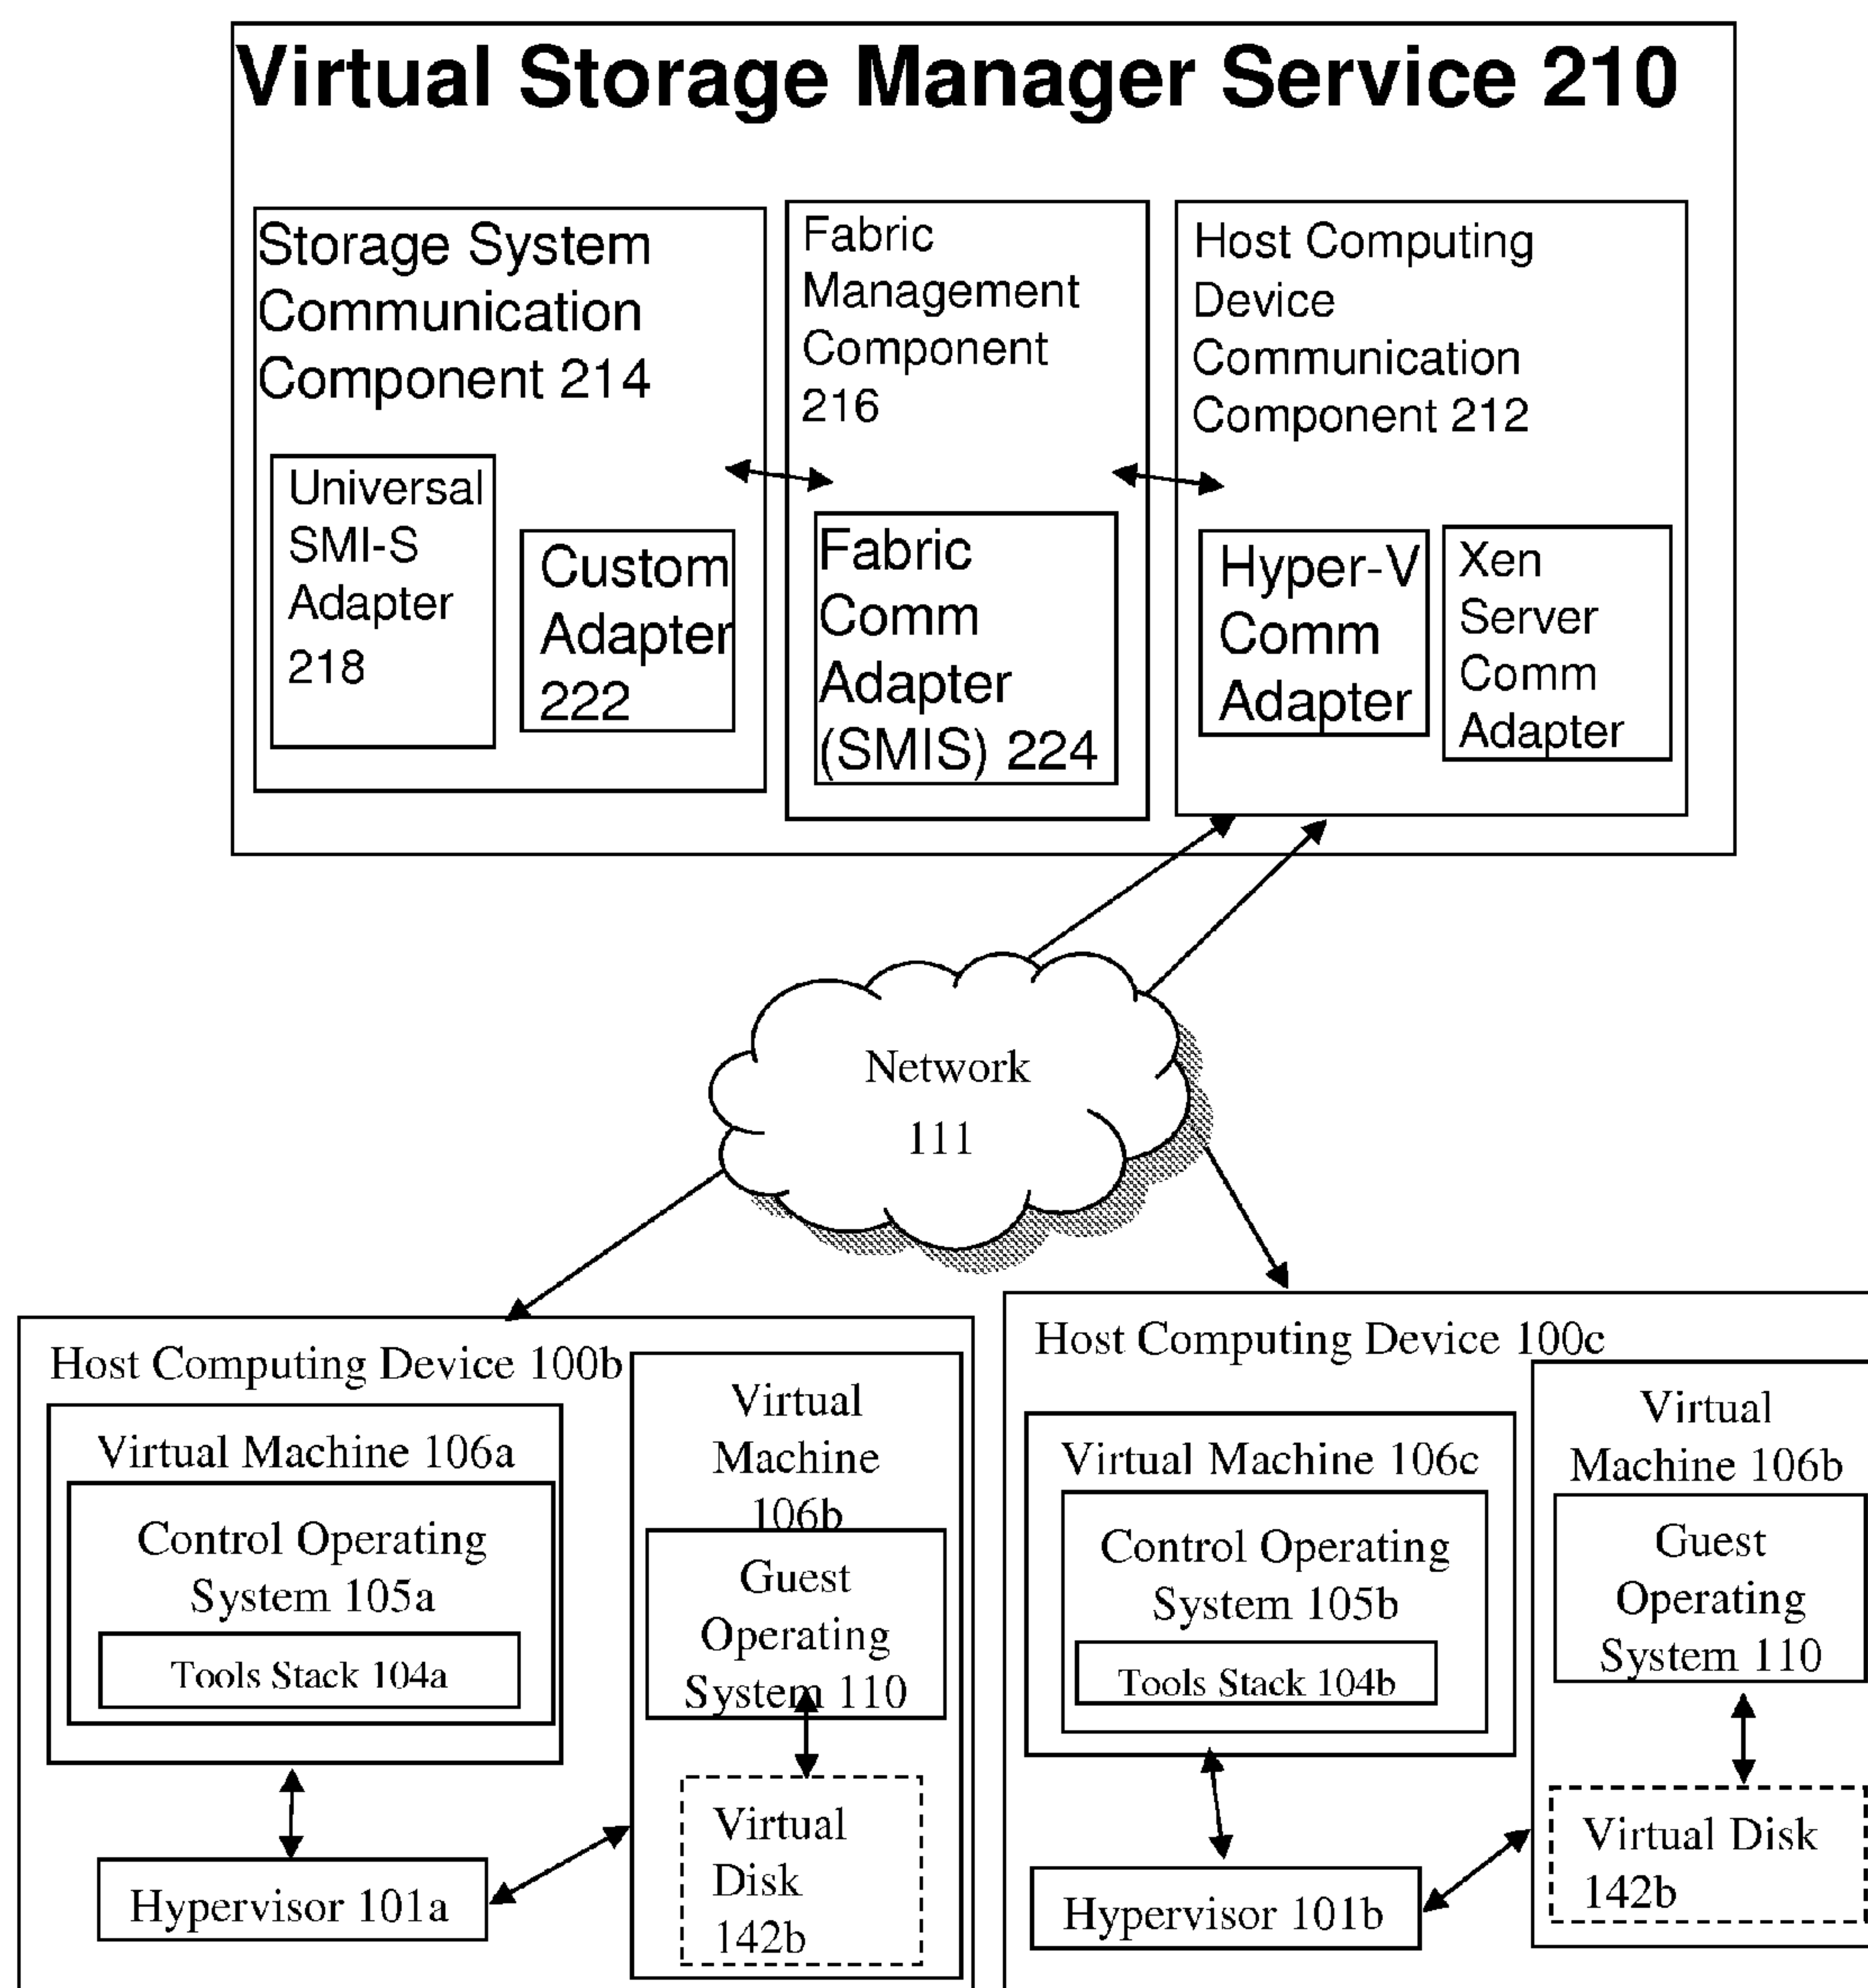 Virtual Storage Manager Service 210
Storage System
Communication
Component 214
Universal
SMI-S
Adapter
218
Custom
Adapter
222
Fabric
Management
Component
216
Fabric
Comm
Adapter
(SMIS) 224
Host Computing
Device
Communication
Component 212
Hyper-V
Comm
Adapter
Xen
Server
Comm
Adapter
Network
111
Host Computing Device 100b
Virtual Machine 106a
Control Operating
System 105a
Tools Stack 104a
Hypervisor 101a
Virtual
Machine
106b
Guest
Operating
System 110
Virtual
Disk
142b
Host Computing Device 100c
Virtual Machine 106c
Control Operating
System 105b
Tools Stack 104b
Hypervisor 101b
Virtual
Machine 106b
Guest
Operating
System 110
Virtual Disk
142b